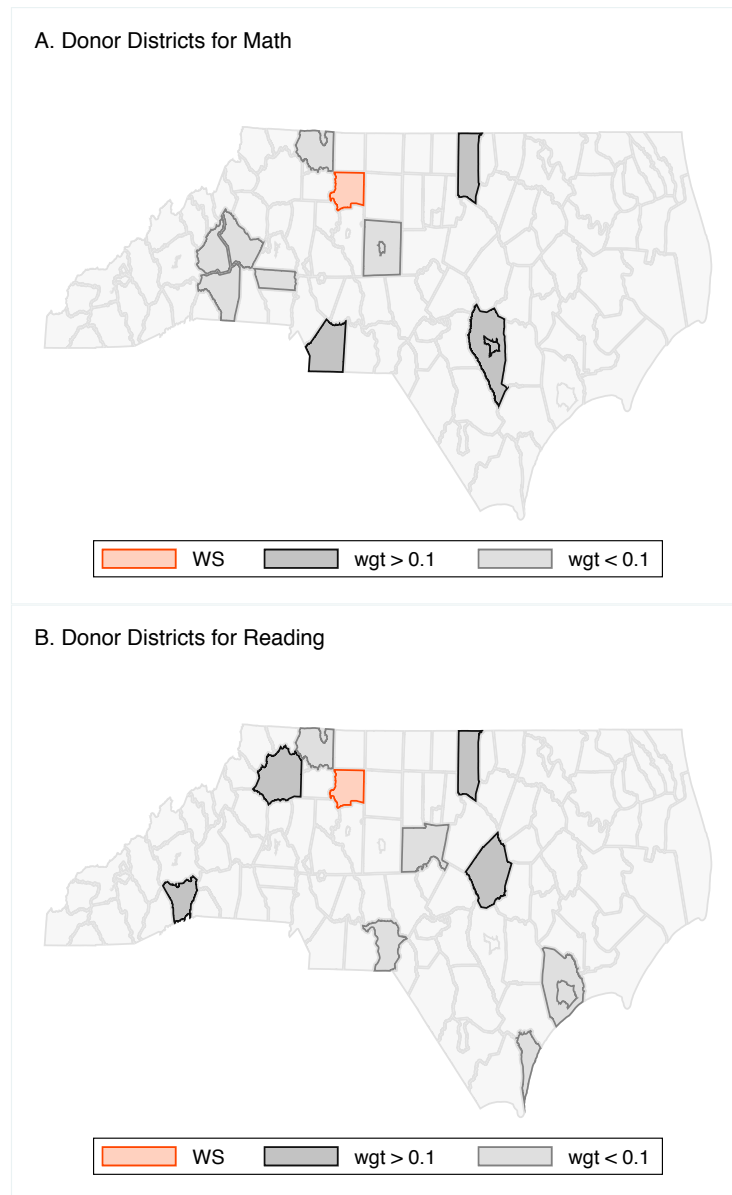 A. Donor Districts for Math
WS wgt > 0.1 wgt < 0.1
B. Donor Districts for Reading
WS wgt > 0.1 wgt < 0.1